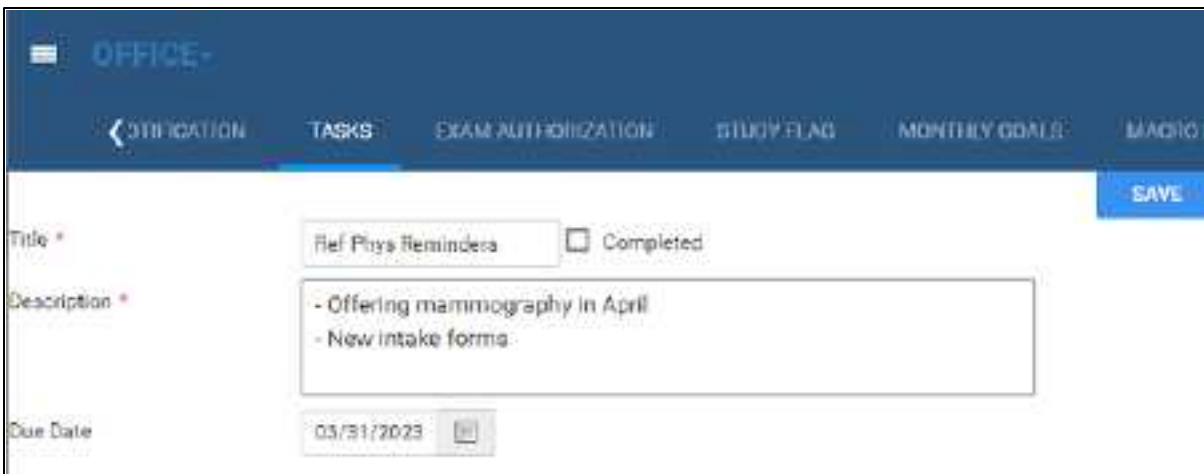 OFFICE-
OTIFICATION TASKS EXAM AUTHORIZATION STUDY FLAG MONTHLY GOALS MACRO
SAVE
Title * Ref Phys Reminders Completed
Description * - Offering mammography in April
- New intake forms
Due Date 03/31/2023